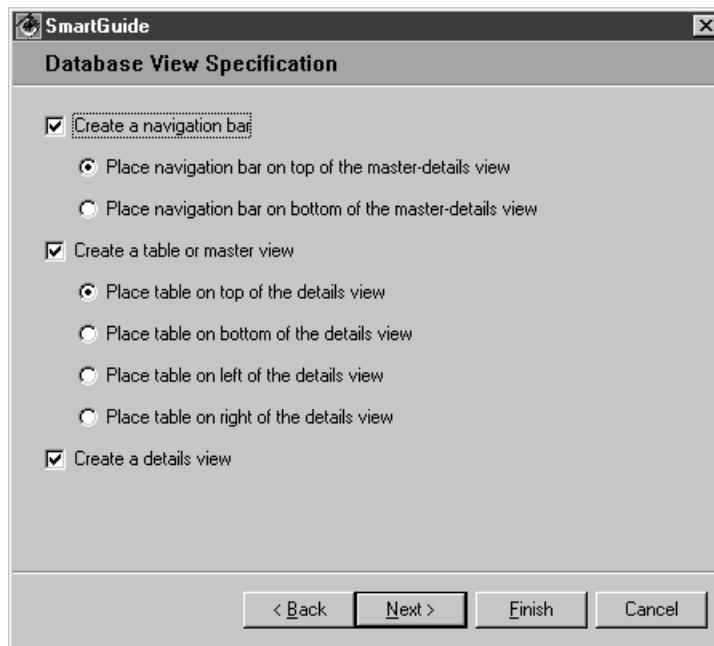 SmartGuide
Database View Specification
Create a navigation bar
Place navigation bar on top of the master-details view
Place navigation bar on bottom of the master-details view
Create a table or master view
Place table on top of the details view
Place table on bottom of the details view
Place table on left of the details view
Place table on right of the details view
Create a details view
< Back Next > Finish Cancel